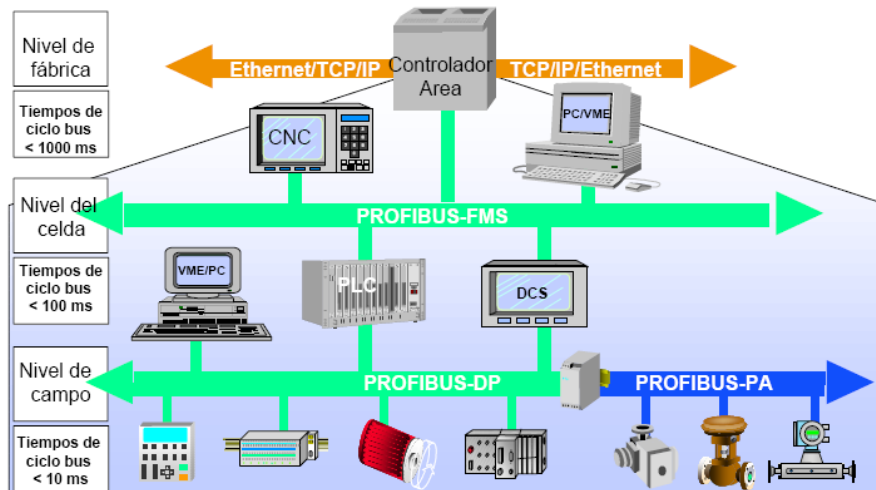 Nivel de
fábrica
Ethernet/TCP/IP
Controlador
Area
TCP/IP/Ethernet
Tiempos de
ciclo bus
< 1000 ms
CNC
PC/VME
Nivel del
celda
PROFIBUS-FMS
Tiempos de
ciclo bus
< 100 ms
VME/PC
PLC
DCS
Nivel de
campo
PROFIBUS-DP
PROFIBUS-PA
Tiempos de
ciclo bus
< 10 ms